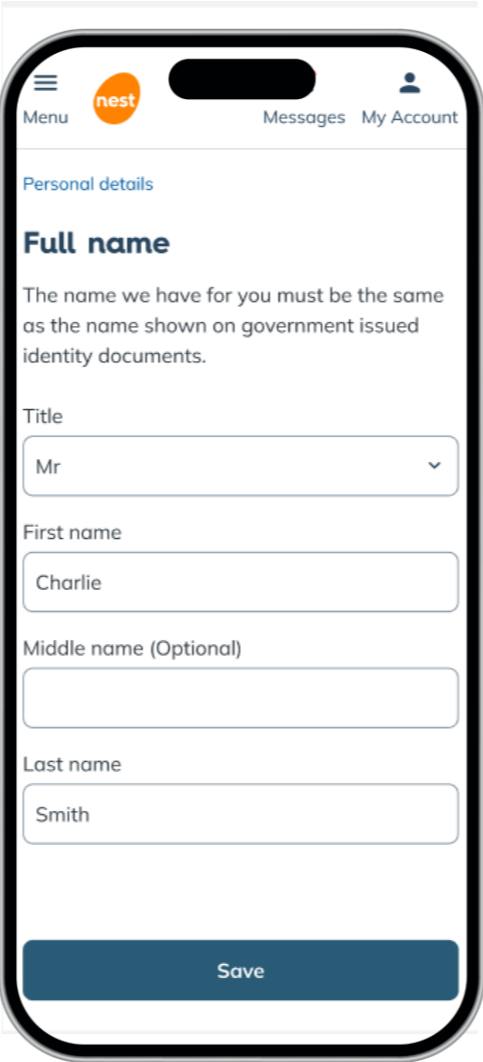 Menu
nest
Messages
My Account
Personal details
Full name
The name we have for you must be the same
as the name shown on government issued
identity documents.
Title
Mr
First name
Charlie
Middle name (Optional)
Last name
Smith
Save